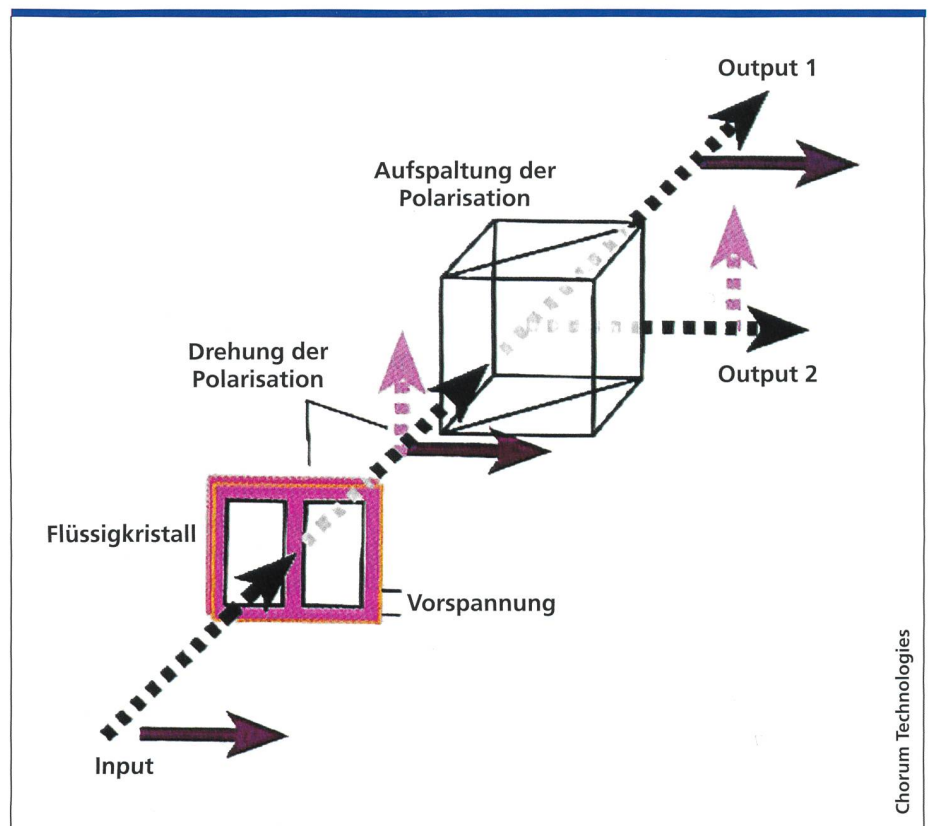 Output 1
Aufspaltung der
Polarisation
Drehung der
Polarisation
Output 2
Flüssigkristall
Vorspannung
Input
Chorum Technologies